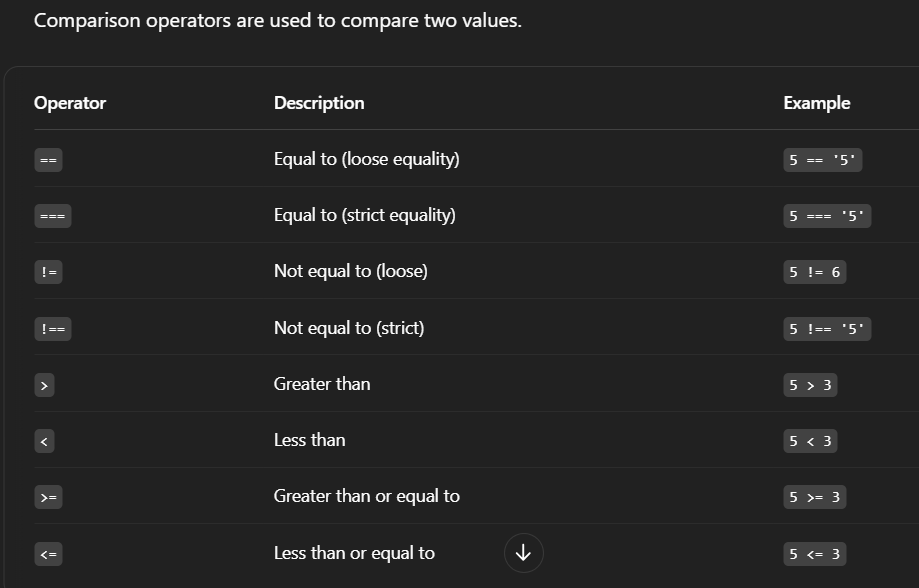 Comparison operators are used to compare two values.
Operator Description Example
== Equal to (loose equality) 5 == '5'
=== Equal to (strict equality) 5 === '5'
!= Not equal to (loose) 5 != 6
!== Not equal to (strict) 5 !== '5'
> Greater than 5 > 3
< Less than 5 < 3
>= Greater than or equal to 5 >= 3
<= Less than or equal to 5 <= 3